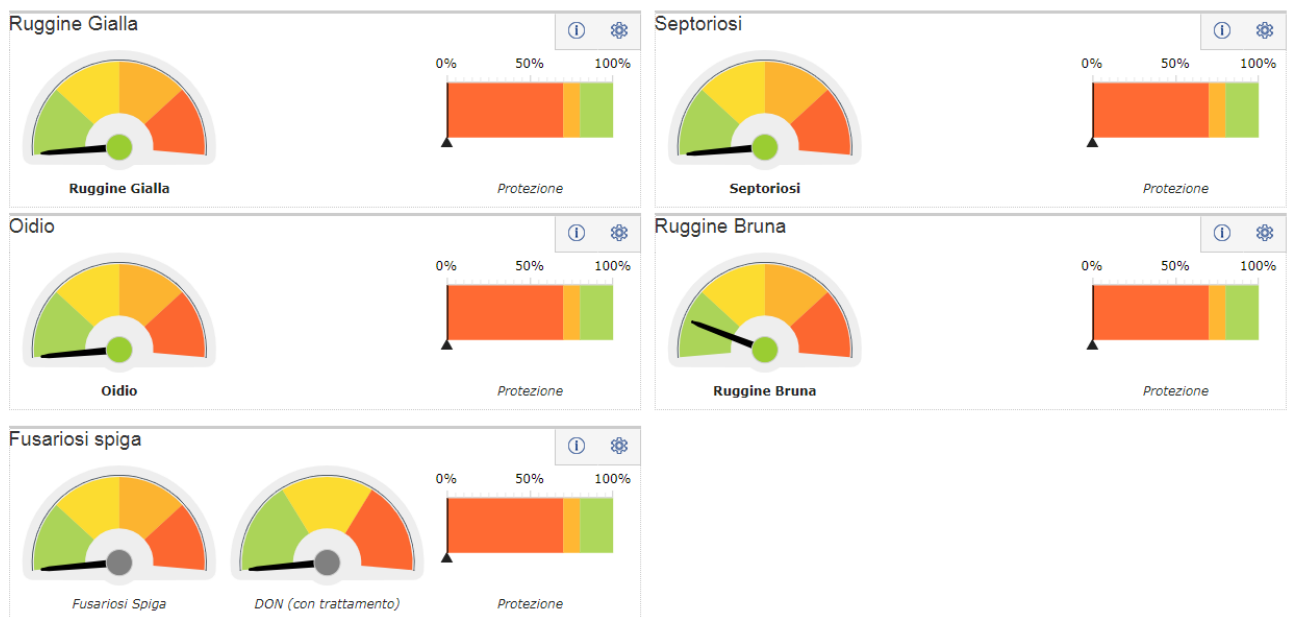 Ruggine Gialla
0% 50% 100%
Ruggine Gialla
Protezione
Septoriosi
0% 50% 100%
Septoriosi
Protezione
Oidio
0% 50% 100%
Oidio
Protezione
Ruggine Bruna
0% 50% 100%
Ruggine Bruna
Protezione
Fusariosi spiga
0% 50% 100%
Fusariosi Spiga
DON (con trattamento)
Protezione